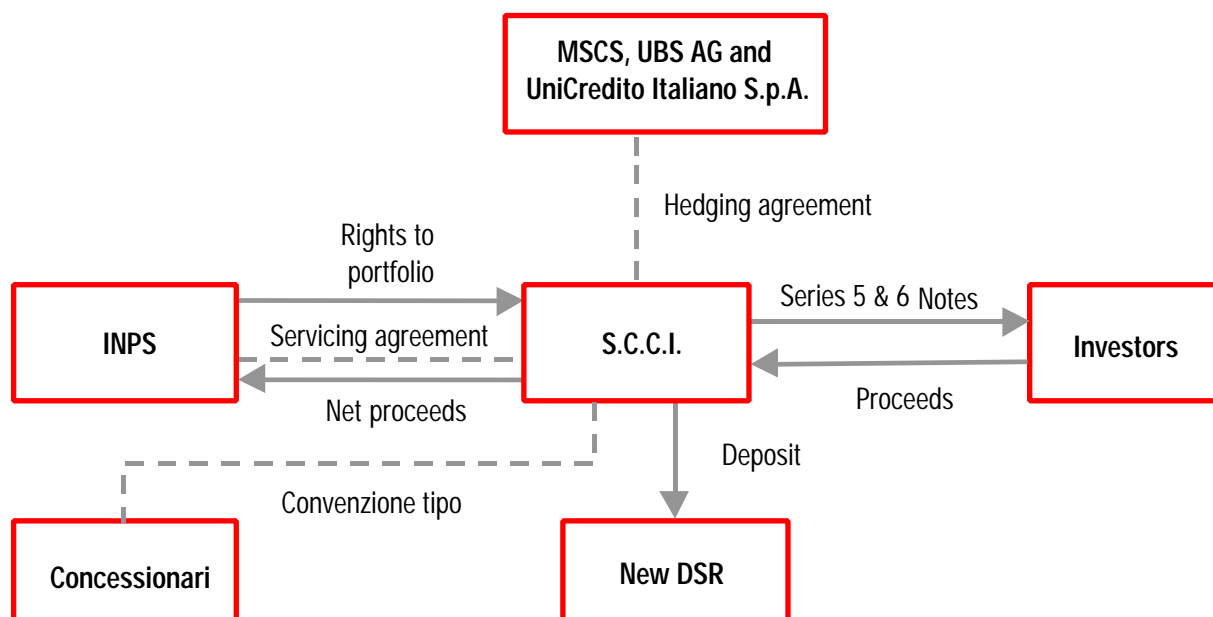 MSCS, UBS AG and
UniCredito Italiano S.p.A.
Hedging agreement
Rights to
portfolio
Series 5 & 6 Notes
INPS
Servicing agreement
S.C.C.I.
Investors
Net proceeds
Proceeds
Deposit
Convenzione tipo
Concessionari
New DSR